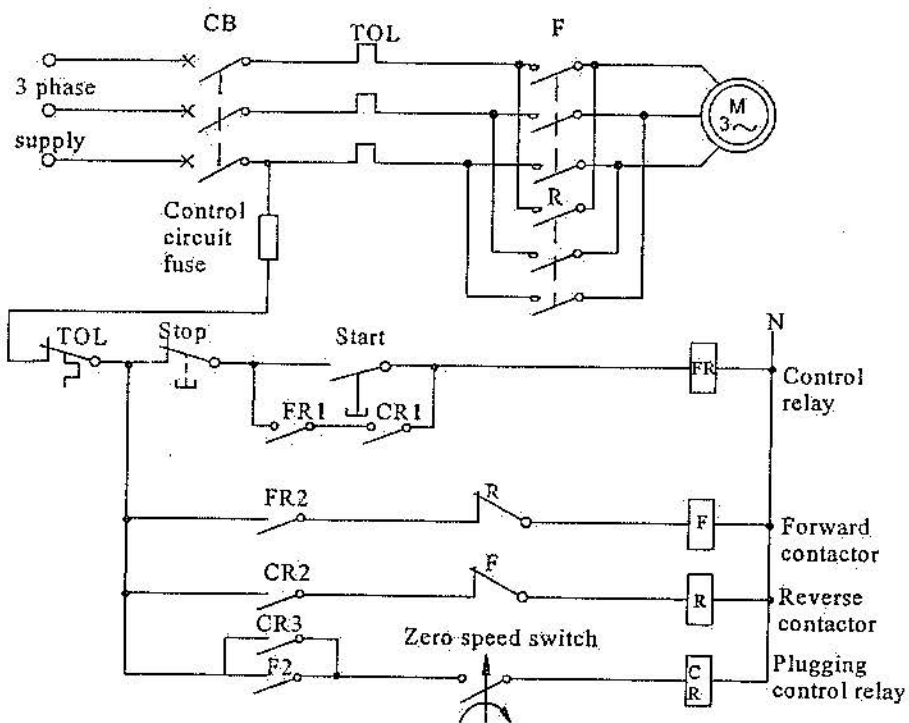 CB TOL F
3 phase
supply
M
3~
R
Control
circuit
fuse
TOL Stop Start N
FR
Control
relay
FR1 CR1
FR2 R
F
Forward
contactor
CR2 F
R
Reverse
contactor
CR3
Zero speed switch
F2
C
R
Plugging
control relay